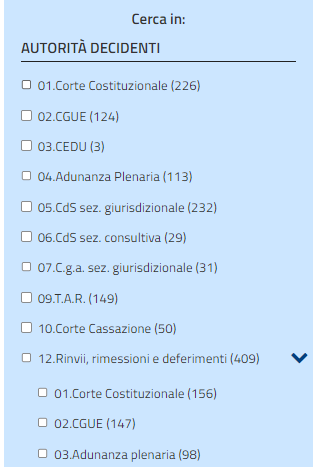 Cerca in:
AUTORITÀ DECIDENTI
01.Corte Costituzionale (226)
02.CGUE (124)
03.CEDU (3)
04.Adunanza Plenaria (113)
05.CdS sez. giurisdizionale (232)
06.CdS sez. consultiva (29)
07.C.g.a. sez. giurisdizionale (31)
09.T.A.R. (149)
10.Corte Cassazione (50)
12.Rinvii, rimessioni e deferimenti (409)
01.Corte Costituzionale (156)
02.CGUE (147)
03.Adunanza plenaria (98)